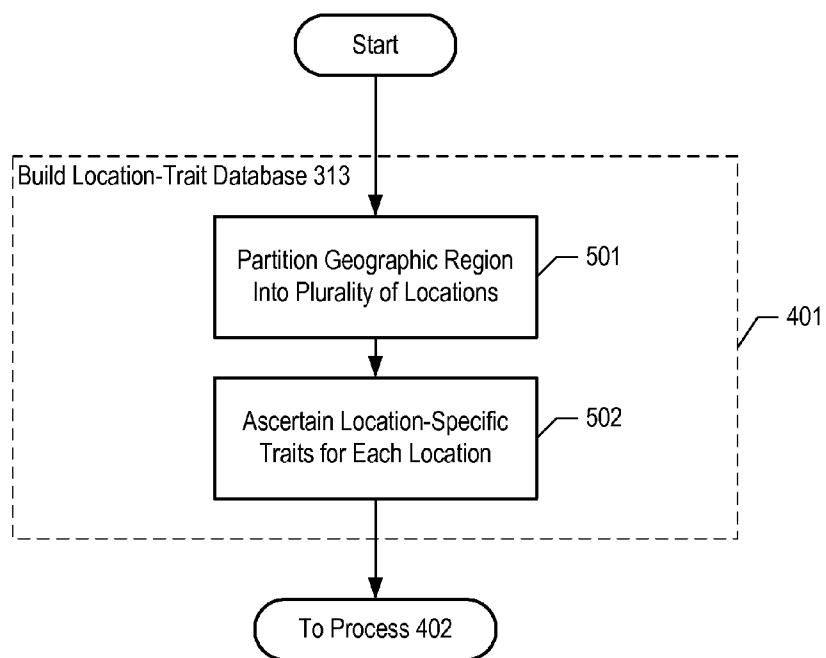 Start
Build Location-Trait Database 313
Partition Geographic Region
Into Plurality of Locations
501
401
Ascertain Location-Specific
Traits for Each Location
502
To Process 402